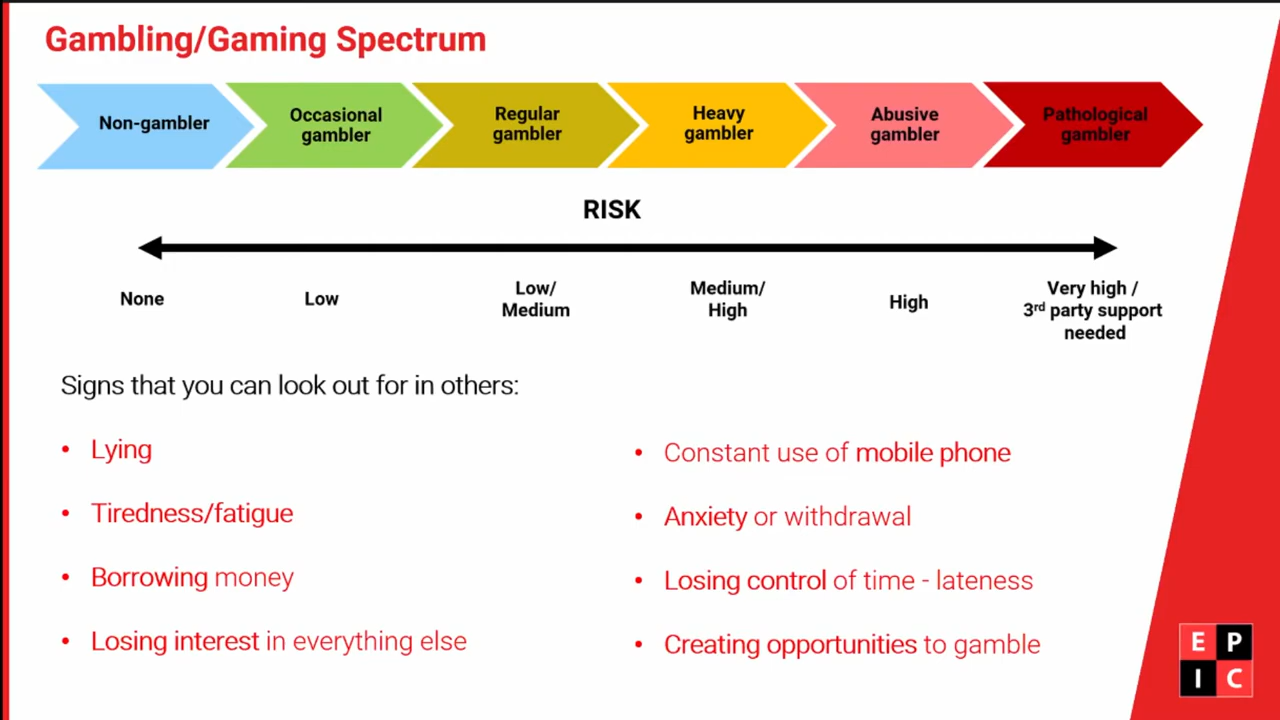 Gambling/Gaming Spectrum
Non-gambler
Occasional
gambler
Regular
gambler
Heavy
gambler
Abusive
gambler
Pathological
gambler
RISK
None
Low
Low/
Medium
Medium/
High
High
Very high /
3rd party support
needed
Signs that you can look out for in others:
• Lying
• Tiredness/fatigue
• Borrowing money
• Losing interest in everything else
• Constant use of mobile phone
• Anxiety or withdrawal
• Losing control of time - lateness
• Creating opportunities to gamble
E P
I C